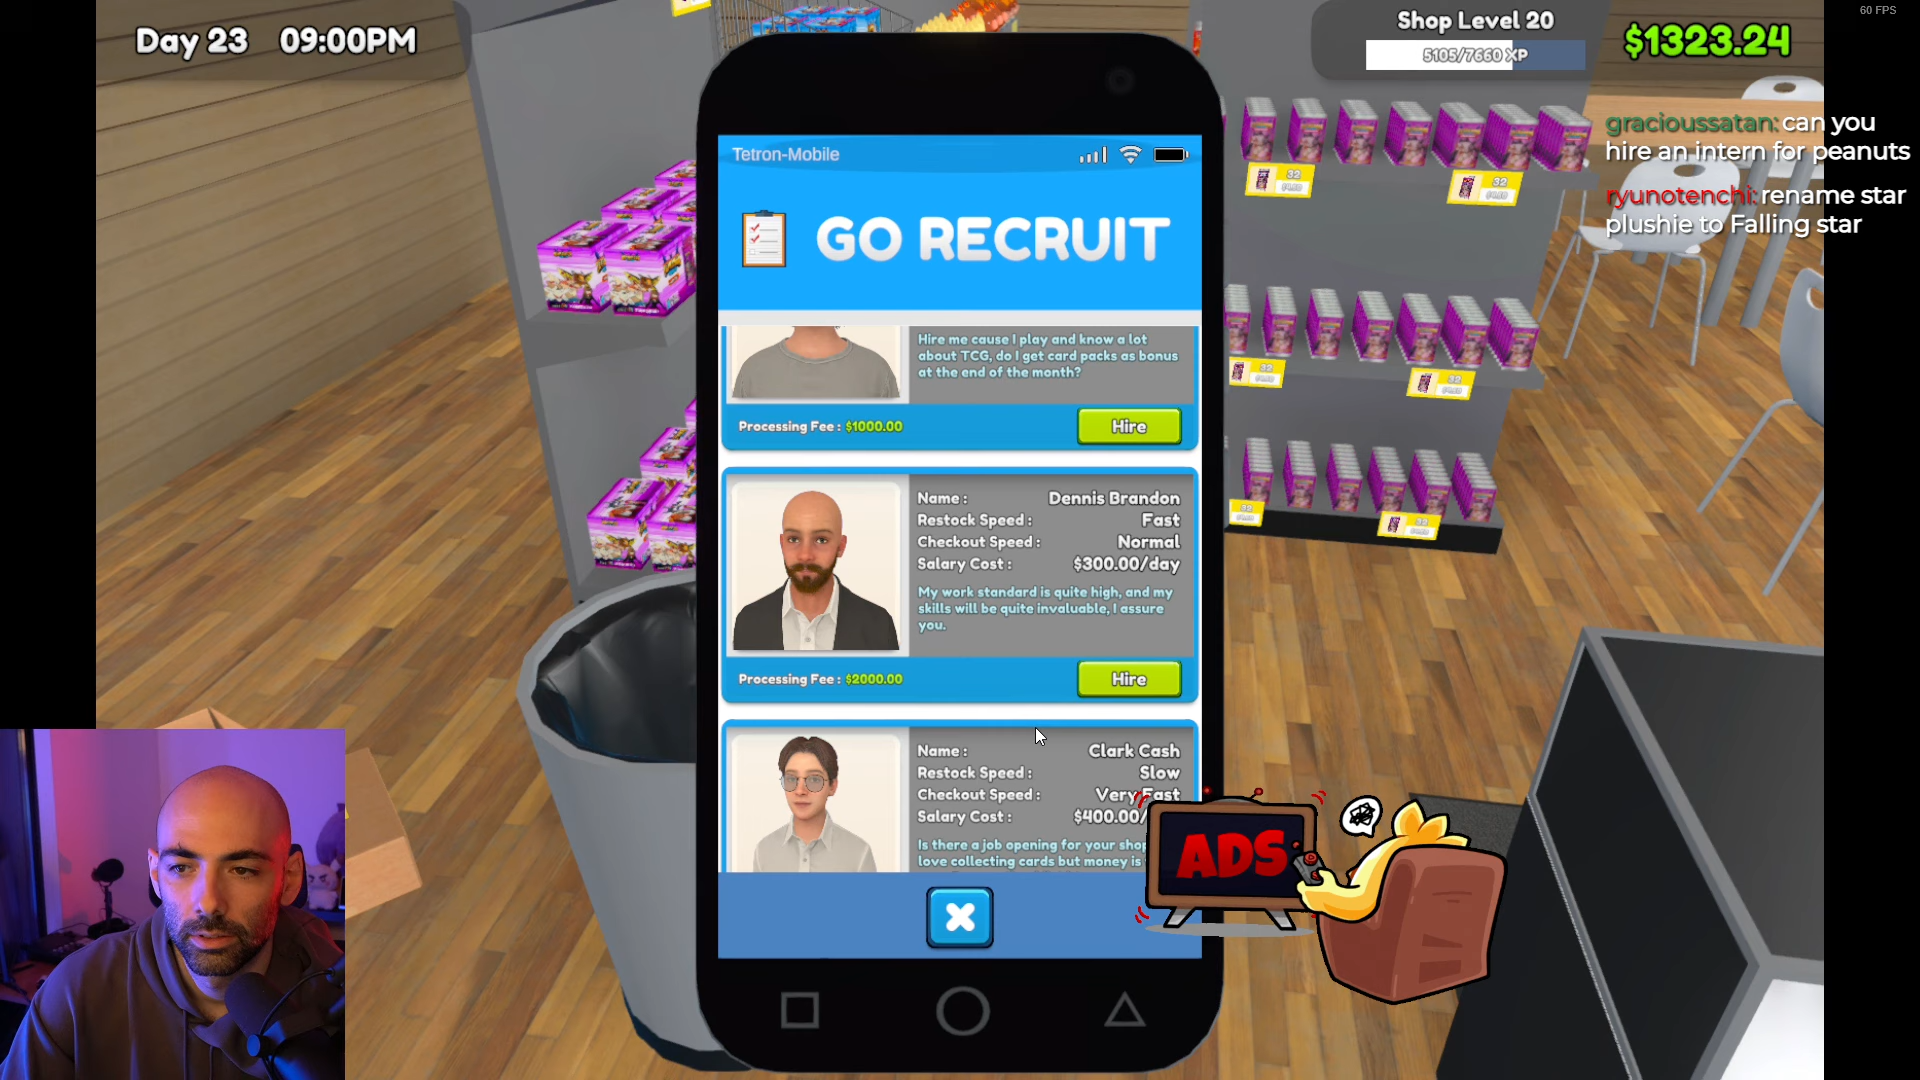 Day 23 09:00PM
Shop Level 20
5105/7660 XP
$1323.24
60 FPS
gracioussatan: can you
hire an intern for peanuts
ryunotenchi: rename star
plushie to Falling star
Tetron-Mobile
GO RECRUIT
Hire me cause I play and know a lot
about TCG, do I get card packs as bonus
at the end of the month?
Processing Fee : $1000.00
Hire
Name : Dennis Brandon
Restock Speed : Fast
Checkout Speed : Normal
Salary Cost : $300.00/day
My work standard is quite high, and my
skills will be quite invaluable, I assure
you.
Processing Fee : $2000.00
Hire
Name : Clark Cash
Restock Speed : Slow
Checkout Speed : Very Fast
Salary Cost : $400.00/
Is there a job opening for your shop
love collecting cards but money is
ADS
32
32
32
32
32
32